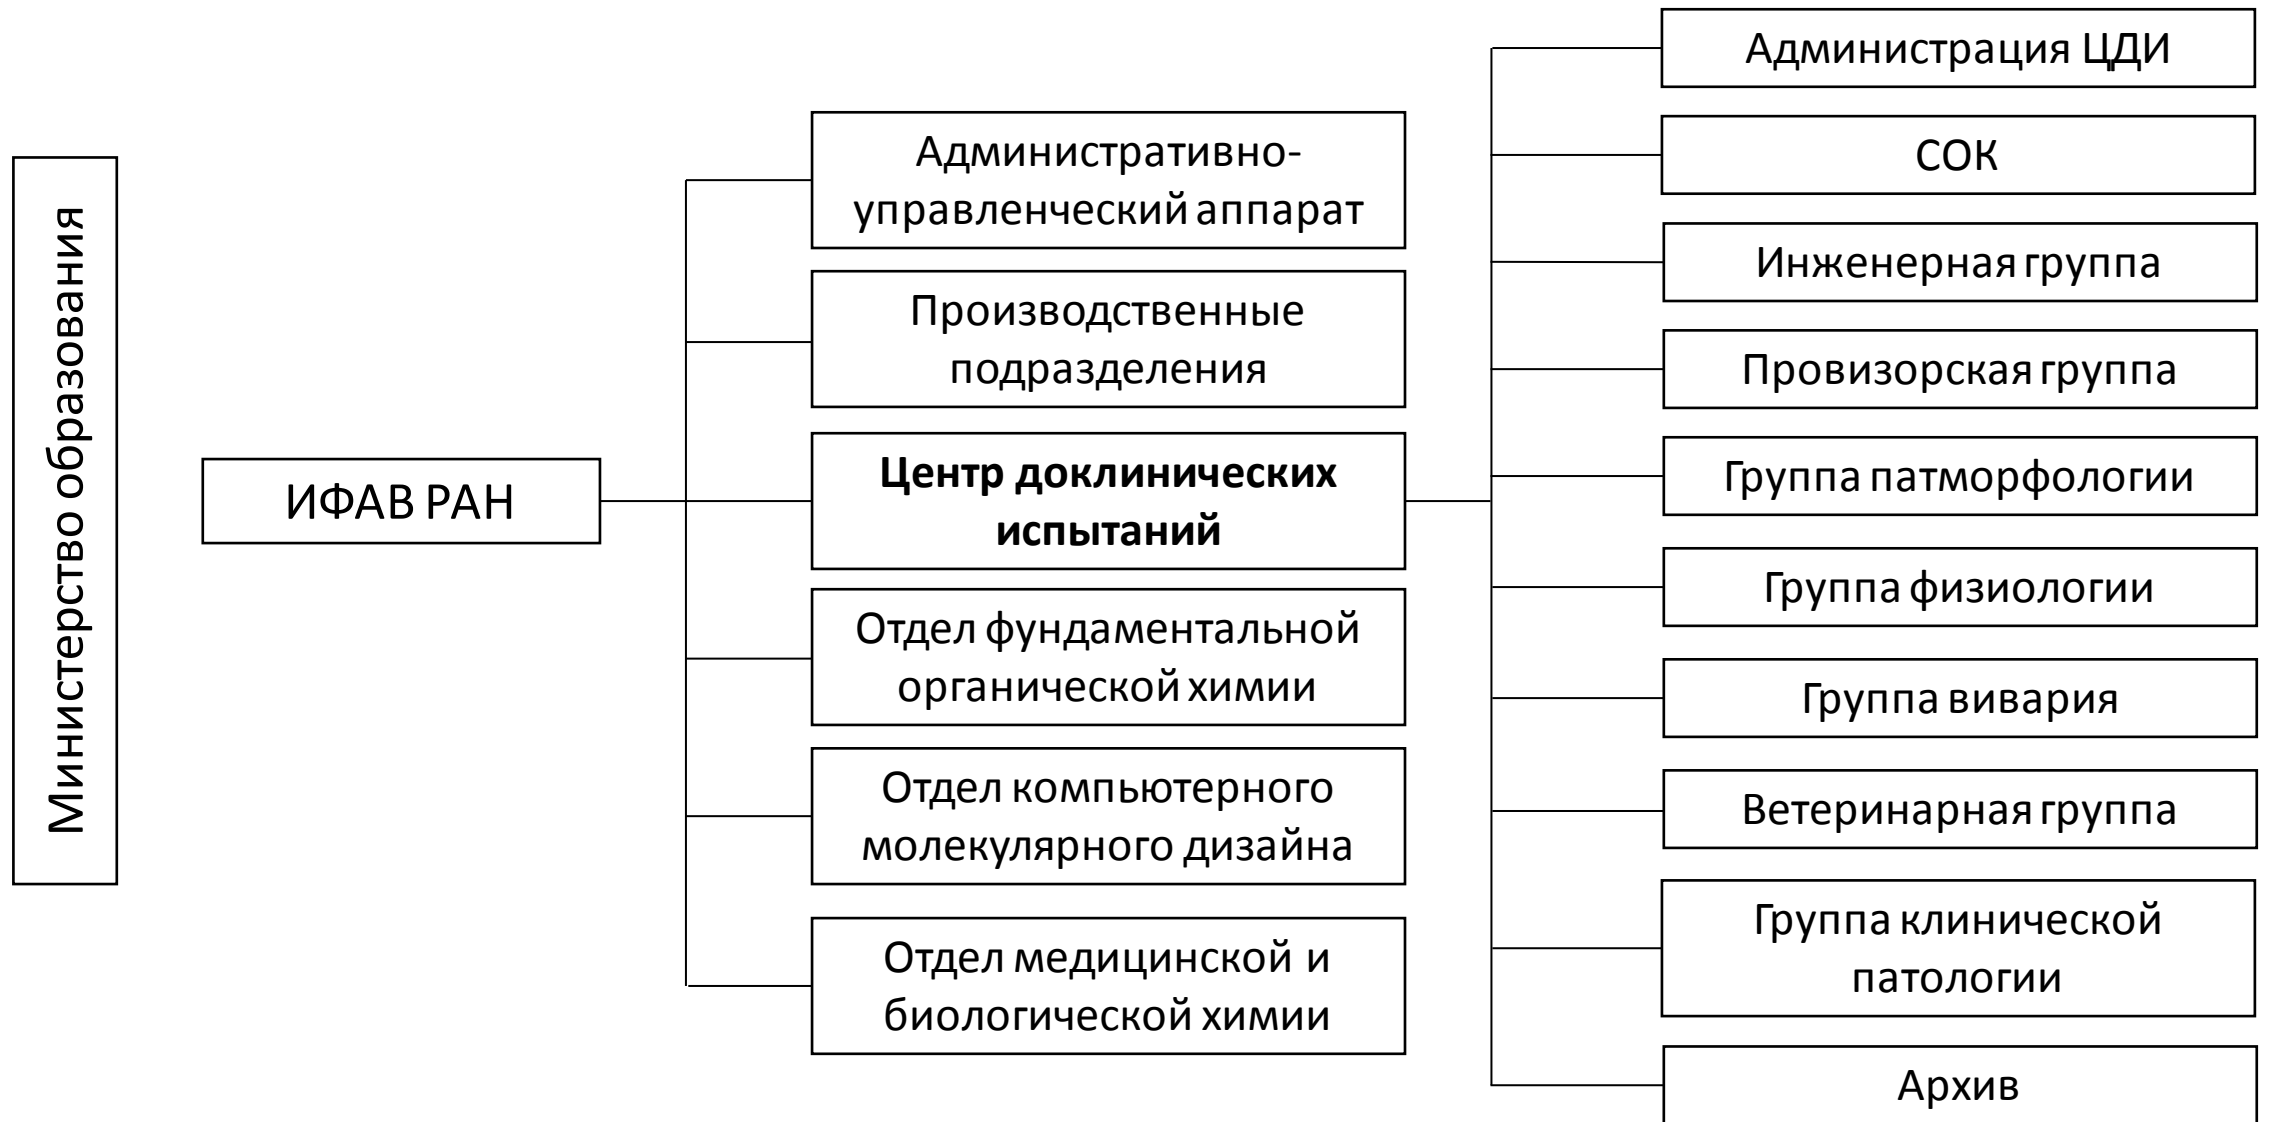 Министерство образования
ИФАВ РАН
Административно-
управленческий аппарат
Производственные
подразделения
Центр доклинических
испытаний
Отдел фундаментальной
органической химии
Отдел компьютерного
молекулярного дизайна
Отдел медицинской и
биологической химии
Администрация ЦДИ
СОК
Инженерная группа
Провизорская группа
Группа патморфологии
Группа физиологии
Группа вивария
Ветеринарная группа
Группа клинической
патологии
Архив